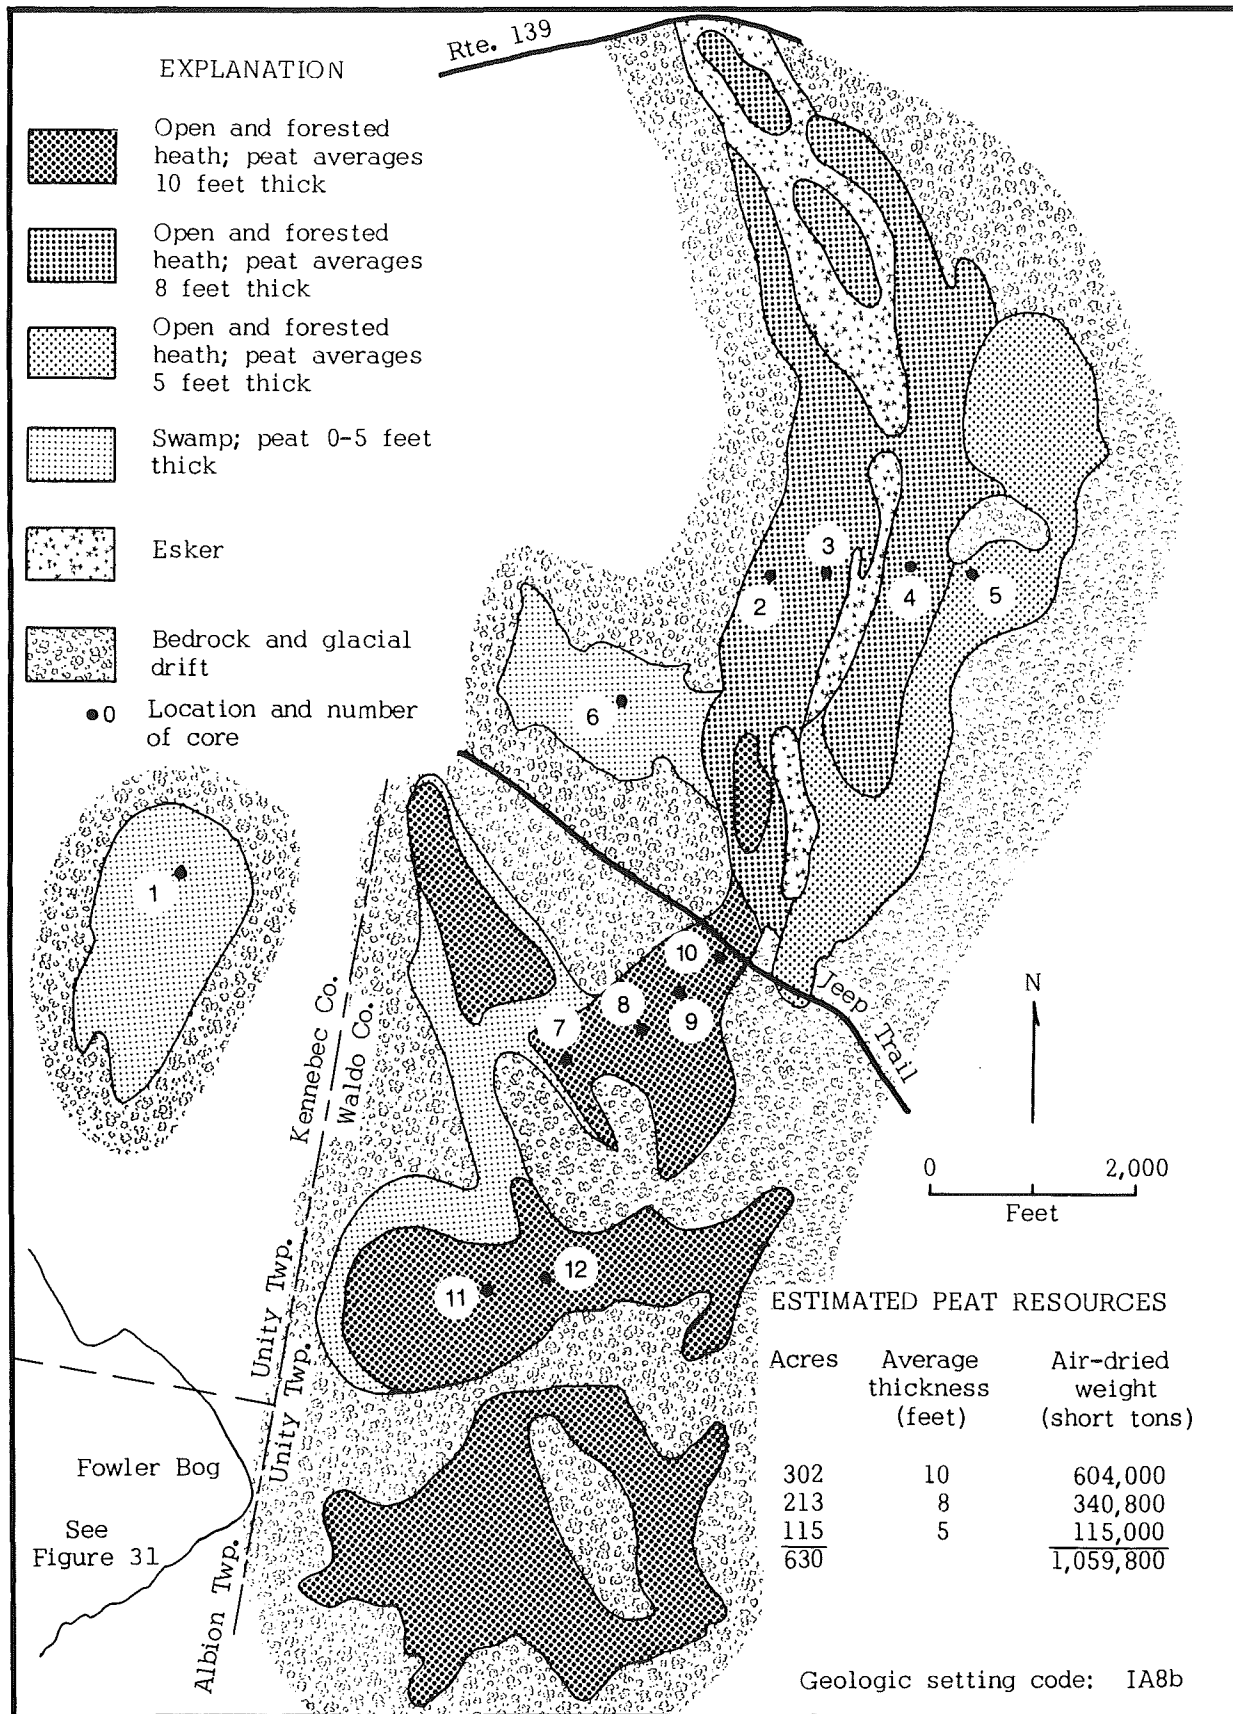 Rte. 139
EXPLANATION
Open and forested
heath; peat averages
10 feet thick
Open and forested
heath; peat averages
8 feet thick
Open and forested
heath; peat averages
5 feet thick
Swamp; peat 0-5 feet
thick
Esker
Bedrock and glacial
drift
0 Location and number
of core
3
2
4
5
6
1
10
8
9
7
11
12
Kennebec Co.
Waldo Co.
Jeep Trail
N
0 2,000
Feet
Unity Twp.
Unity Twp.
Albion Twp.
Fowler Bog
See
Figure 31
ESTIMATED PEAT RESOURCES
Acres Average Air-dried
thickness weight
(feet) (short tons)
302 10 604,000
213 8 340,800
115 5 115,000
630 1,059,800
Geologic setting code: IA8b